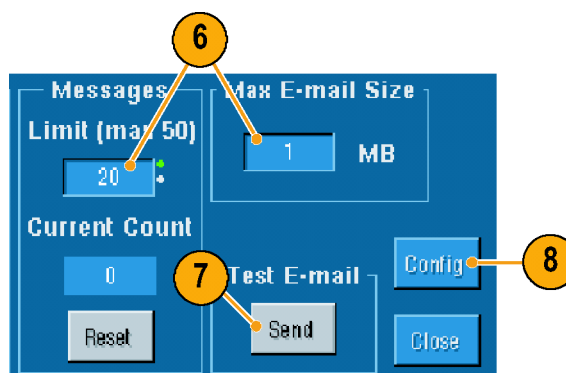 6
Messages
Max E-mail Size
Limit (max 50)
20
1 MB
Current Count
0
7
Test E-mail
Config
8
Reset
Send
Close